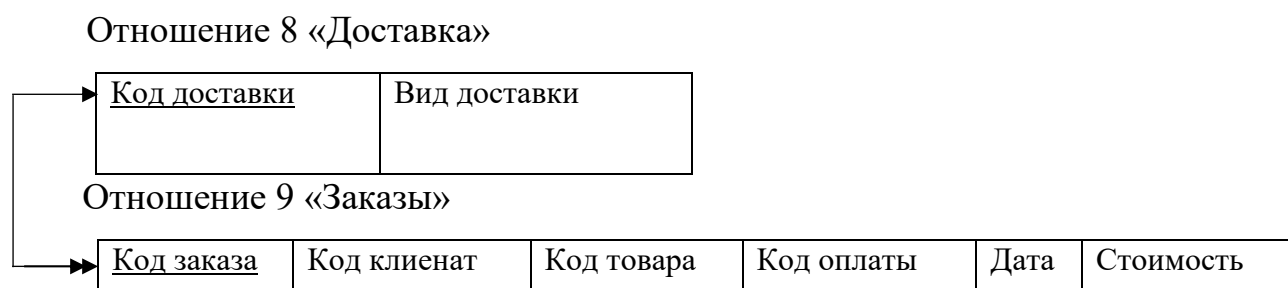 Отношение 8 «Доставка»
Код доставки Вид доставки
Отношение 9 «Заказы»
Код заказа Код клиенат Код товара Код оплаты Дата Стоимость